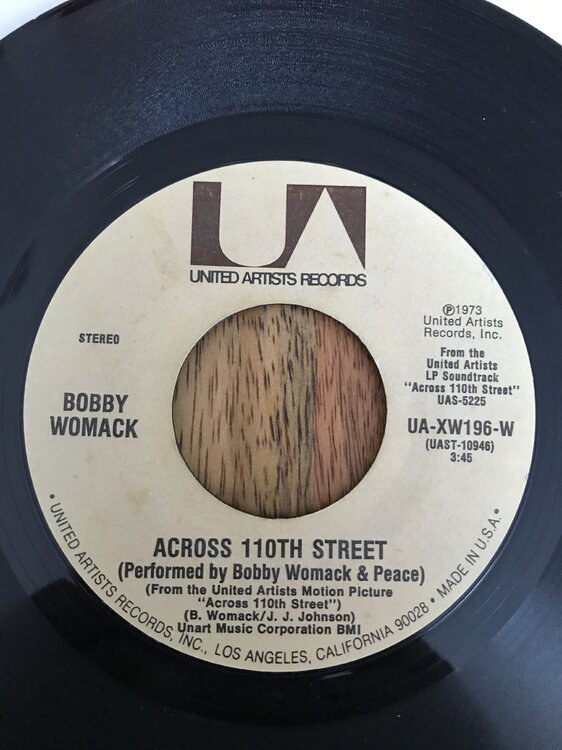 UA
UNITED ARTISTS RECORDS
℗1973
United Artists
Records, Inc.
STEREO
From the
United Artists
LP Soundtrack
"Across 110th Street"
UAS-5225
BOBBY
WOMACK
UA-XW196-W
(UAST-10946)
3:45
ACROSS 110TH STREET
(Performed by Bobby Womack & Peace)
(From the United Artists Motion Picture
"Across 110th Street")
(B. Womack/J. J. Johnson)
Unart Music Corporation BMI
• UNITED ARTISTS RECORDS, INC., LOS ANGELES, CALIFORNIA 90028 • MADE IN U.S.A. •